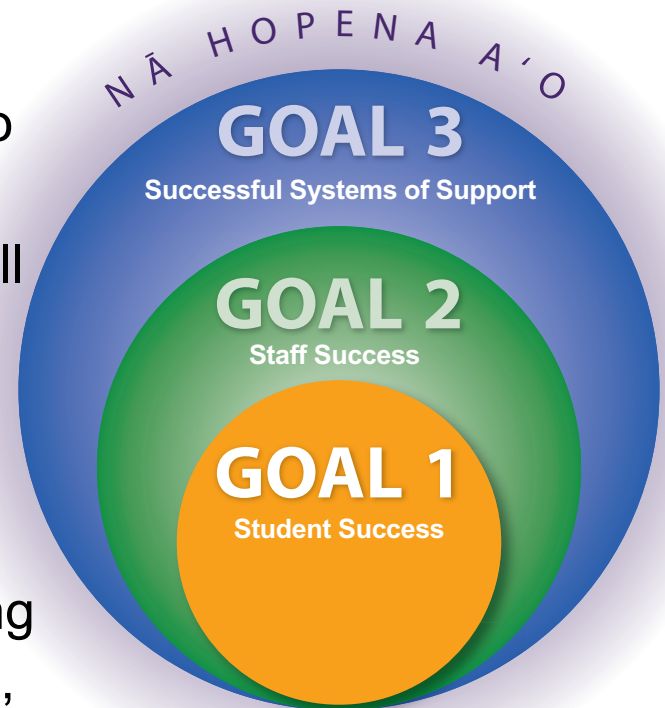 NĀ HOPENA A‘O
GOAL 3
Successful Systems of Support
GOAL 2
Staff Success
GOAL 1
Student Success